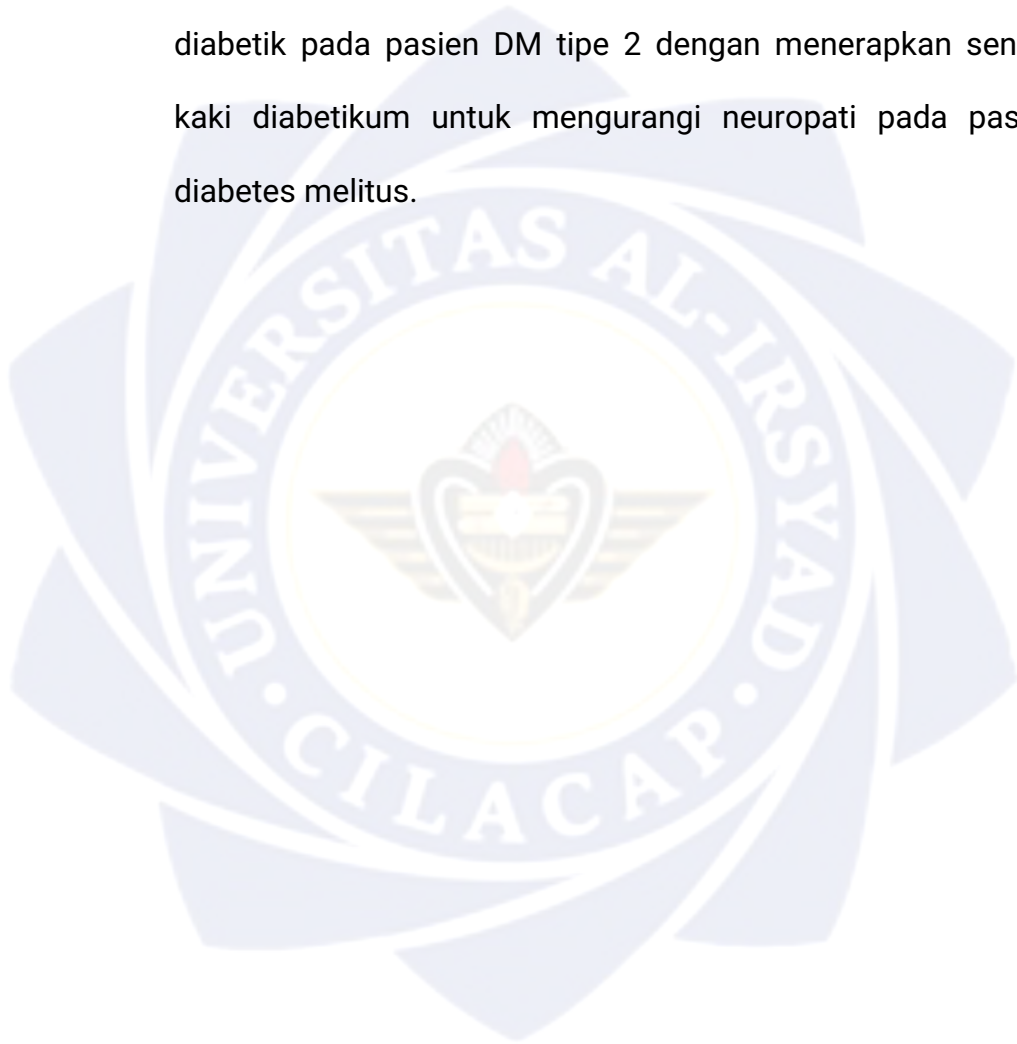 diabetik pada pasien DM tipe 2 dengan menerapkan sen
kaki diabetikum untuk mengurangi neuropati pada pas
diabetes melitus.
UNIVERSITAS AL-IRSYAD
CILACAP